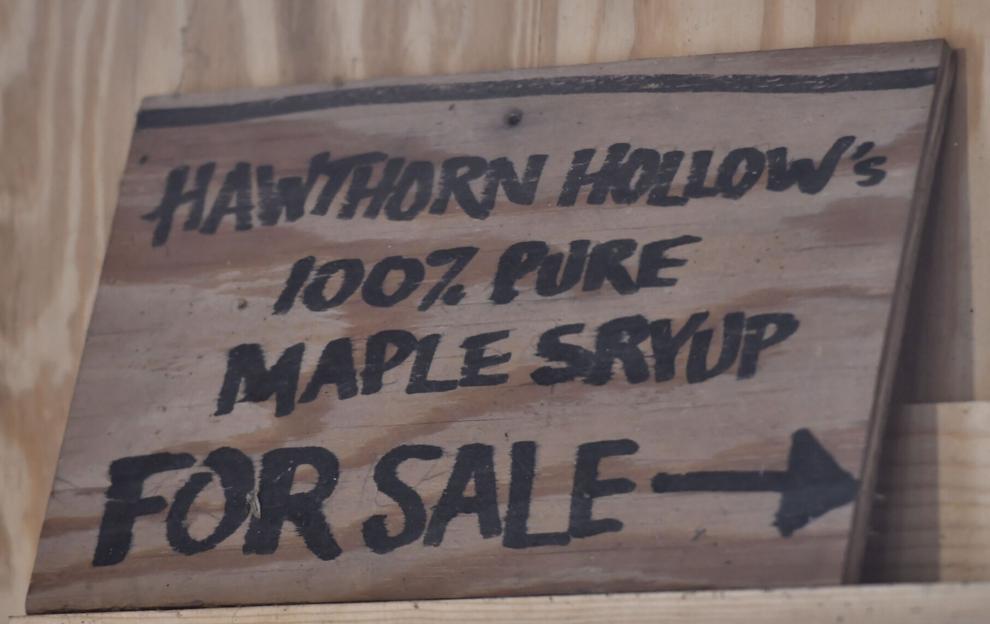 HAWTHORN HOLLOW's
100% PURE
MAPLE SRYUP
FOR SALE →